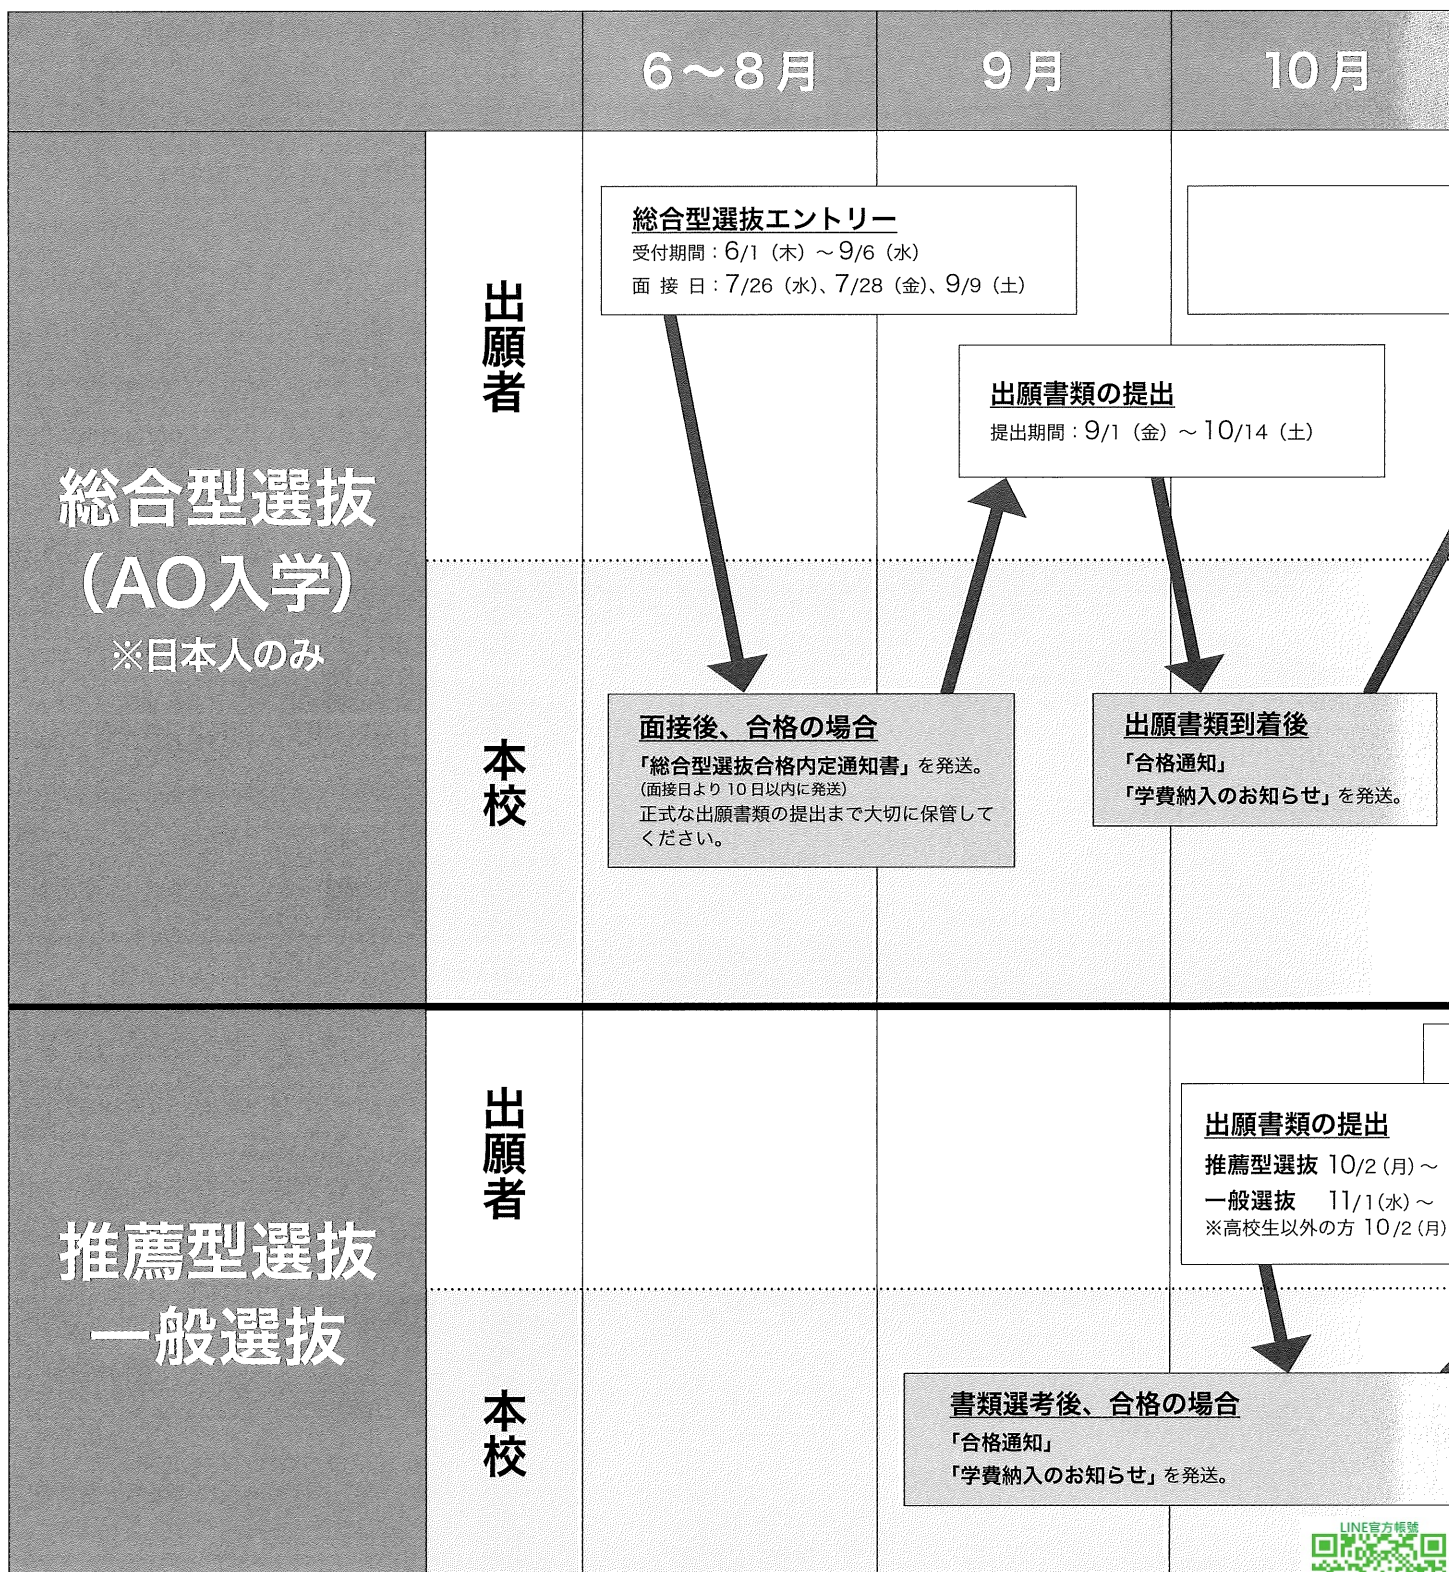 6～8月
9月
10月
総合型選抜
（AO入学）
※日本人のみ
出願者
総合型選抜エントリー
受付期間：6/1（木）～9/6（水）
面 接 日：7/26（水）、7/28（金）、9/9（土）
出願書類の提出
提出期間：9/1（金）～10/14（土）
本校
面接後、合格の場合
「総合型選抜合格内定通知書」を発送。
（面接日より10日以内に発送）
正式な出願書類の提出まで大切に保管して
ください。
出願書類到着後
「合格通知」
「学費納入のお知らせ」を発送。
推薦型選抜
一般選抜
出願者
出願書類の提出
推薦型選抜 10/2（月）～
一般選抜 11/1（水）～
※高校生以外の方 10/2（月）
本校
書類選考後、合格の場合
「合格通知」
「学費納入のお知らせ」を発送。
LINE官方帳號